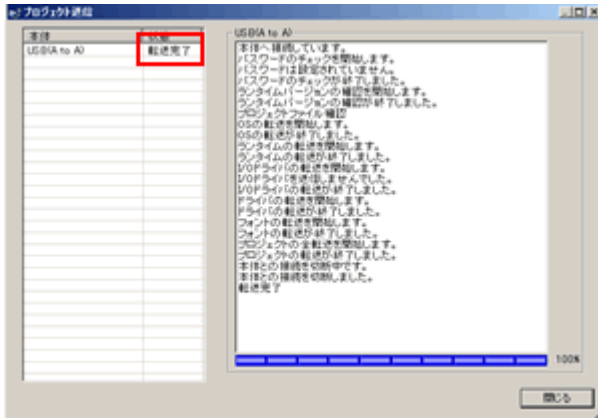 プロジェクト送信
本体
状態
USB(A to A)
転送完了
USB(A to A)
本体へ接続しています。
パスワードのチェックを開始します。
パスワードは設定されていません。
パスワードのチェックが終了しました。
ランタイムバージョンの確認を開始します。
ランタイムバージョンの確認が終了しました。
プロジェクトファイル確認
OSの転送を開始します。
OSの転送が終了しました。
ランタイムの転送を開始します。
ランタイムの転送が終了しました。
I/Oドライバの転送を開始します。
I/Oドライバを送信しませんでした。
I/Oドライバの転送が終了しました。
ドライバの転送を開始します。
ドライバの転送が終了しました。
フォントの転送を開始します。
フォントの転送が終了しました。
プロジェクトの全転送を開始します。
プロジェクトの転送が終了しました。
本体との接続を切断中です。
本体との接続を切断しました。
転送完了
100%
閉じる